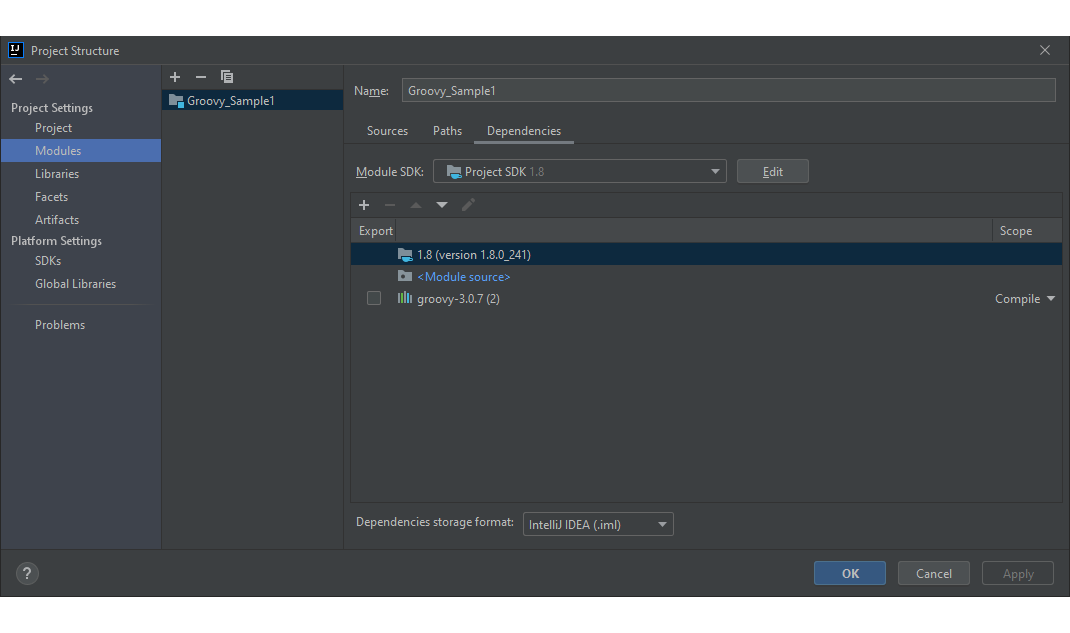 IJ
Project Structure
Project Settings
Project
Modules
Libraries
Facets
Artifacts
Platform Settings
SDKs
Global Libraries
Problems
Groovy_Sample1
Name: Groovy_Sample1
Sources Paths Dependencies
Module SDK: Project SDK 1.8 Edit
Export Scope
1.8 (version 1.8.0_241)
<Module source>
groovy-3.0.7 (2) Compile
Dependencies storage format: IntelliJ IDEA (.iml)
? OK Cancel Apply